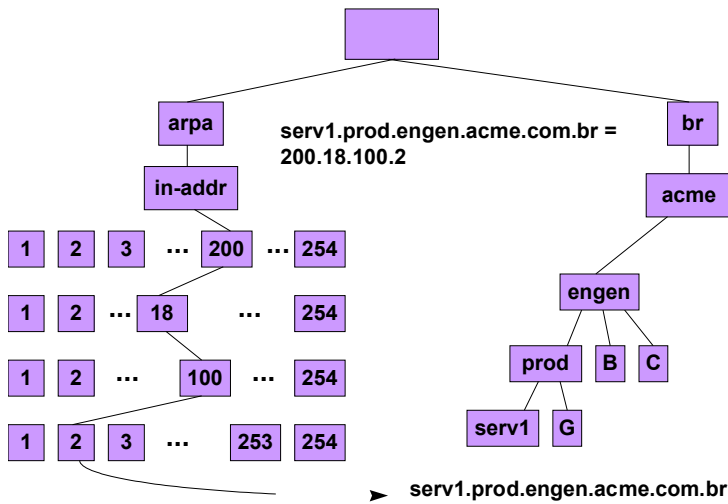 arpa
br
serv1.prod.engen.acme.com.br =
200.18.100.2
in-addr
acme
1 2 3 ... 200 ... 254
engen
1 2 ... 18 ... 254
prod B C
1 2 ... 100 ... 254
serv1 G
1 2 3 ... 253 254
serv1.prod.engen.acme.com.br